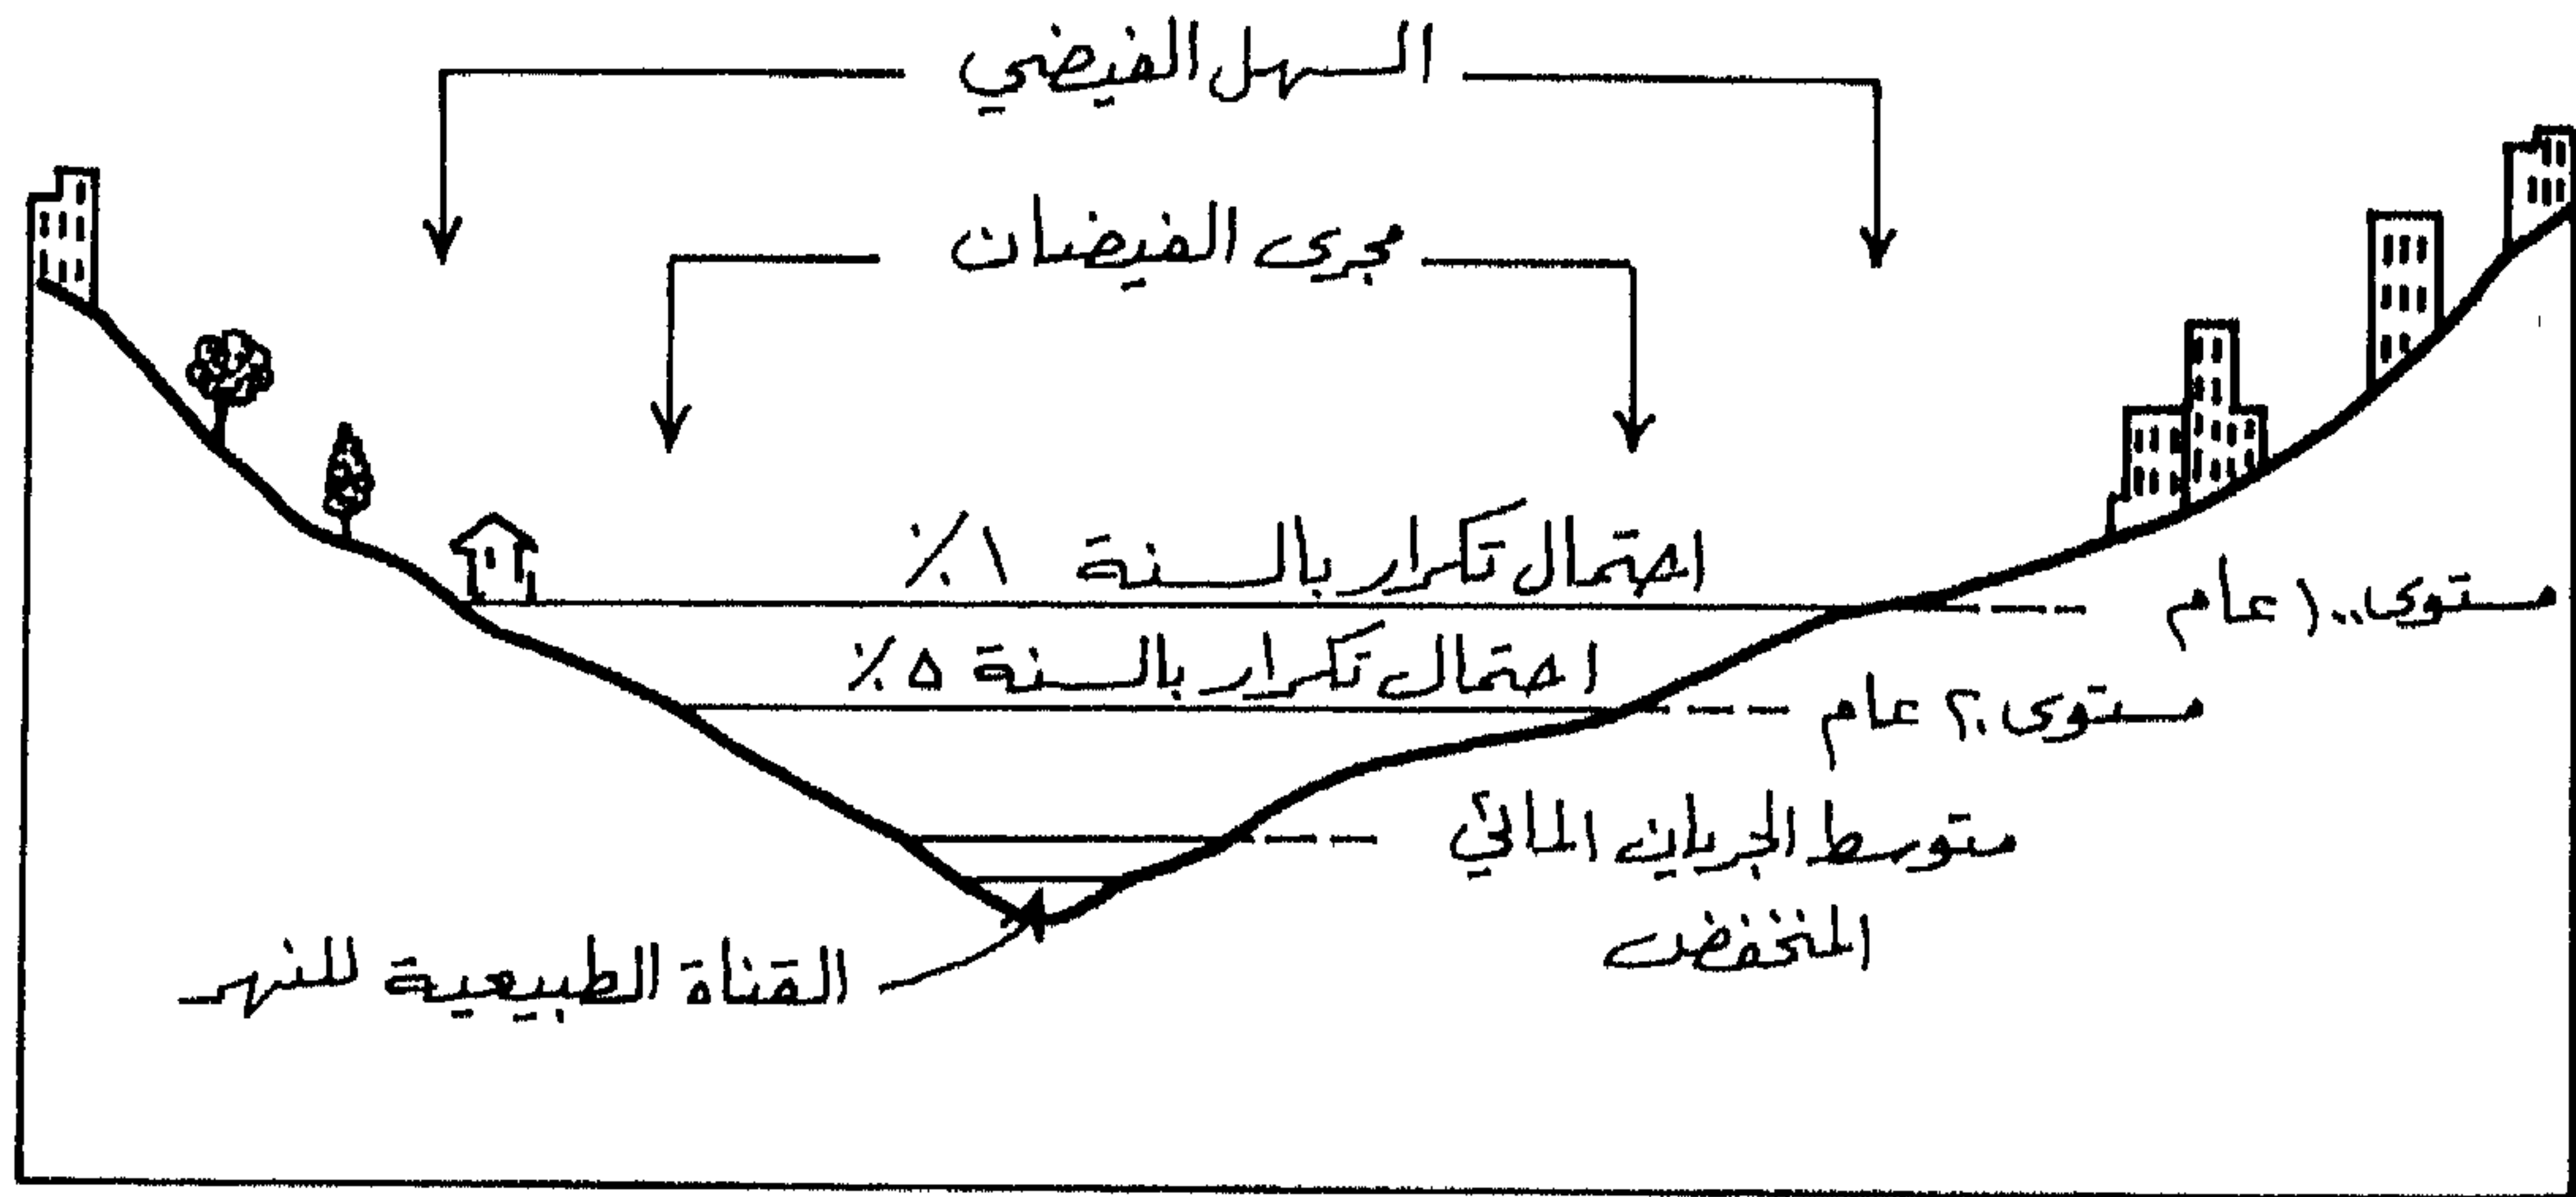 السهل الفيضي
مجرى الفيضان
احتمال تكرار بالسنة ١٪
مستوى ١٠٠ عام
احتمال تكرار بالسنة ٥٪
مستوى ٢٠ عام
متوسط الجريان المائي
المنخفض
القناة الطبيعية للنهر